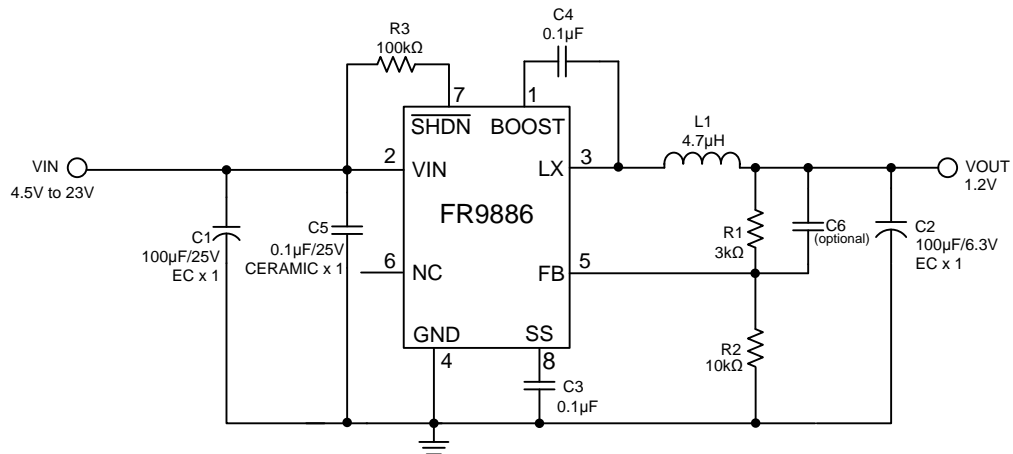 C4
0.1µF
R3
100kΩ
7
1
SHDN
BOOST
L1
4.7µH
VIN
4.5V to 23V
2
VIN
LX
3
VOUT
1.2V
FR9886
C1
100µF/25V
EC x 1
C5
0.1µF/25V
CERAMIC x 1
R1
3kΩ
C6
(optional)
C2
100µF/6.3V
EC x 1
6
NC
FB
5
GND
SS
4
8
R2
10kΩ
C3
0.1µF